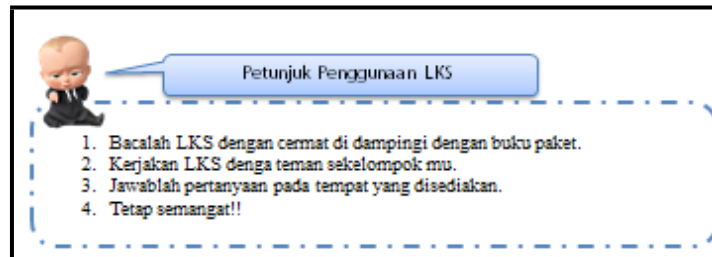 Petunjuk Penggunaan LKS
1. Bacalah LKS dengan cermat di dampingi dengan buku paket.
2. Kerjakan LKS denga teman sekelompok mu.
3. Jawablah pertanyaan pada tempat yang disediakan.
4. Tetap semangat!!